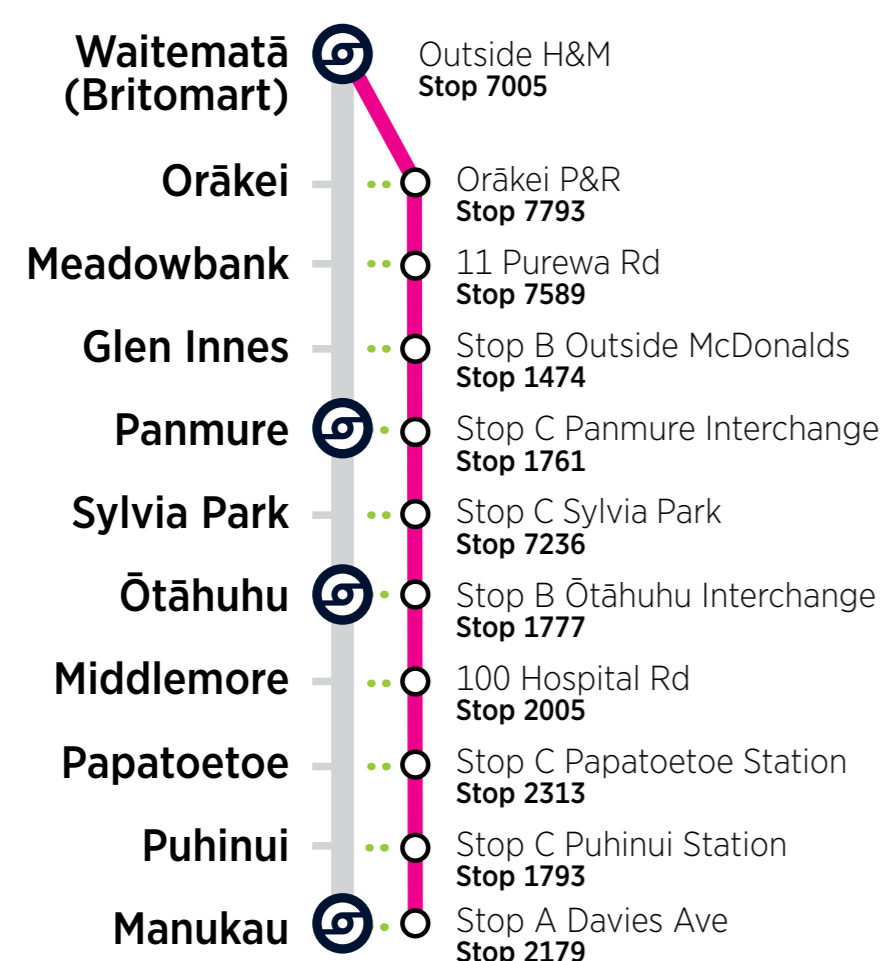 Waitematā
(Britomart)
Outside H&M
Stop 7005
Orākei
Orākei P&R
Stop 7793
Meadowbank
11 Purewa Rd
Stop 7589
Glen Innes
Stop B Outside McDonalds
Stop 1474
Panmure
Stop C Panmure Interchange
Stop 1761
Sylvia Park
Stop C Sylvia Park
Stop 7236
Ōtāhuhu
Stop B Ōtāhuhu Interchange
Stop 1777
Middlemore
100 Hospital Rd
Stop 2005
Papatoetoe
Stop C Papatoetoe Station
Stop 2313
Puhinui
Stop C Puhinui Station
Stop 1793
Manukau
Stop A Davies Ave
Stop 2179